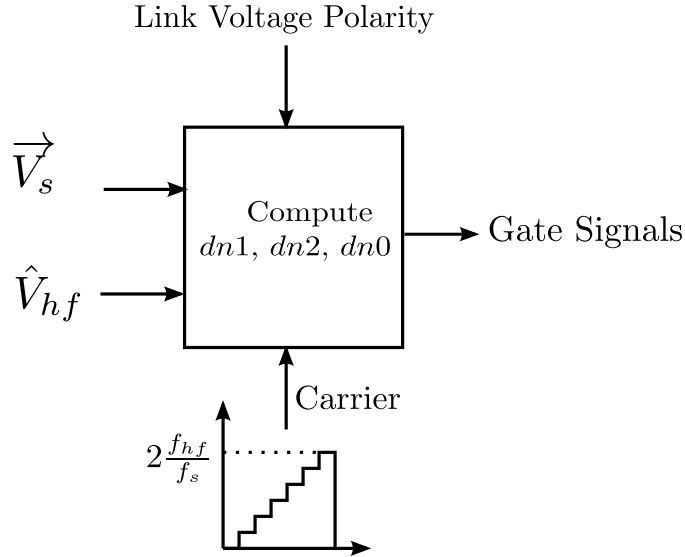 Link Voltage Polarity
$\overrightarrow{V_s}$
Compute
dn1, dn2, dn0
Gate Signals
$\hat{V}_{hf}$
Carrier
$2\frac{f_{hf}}{f_s}$